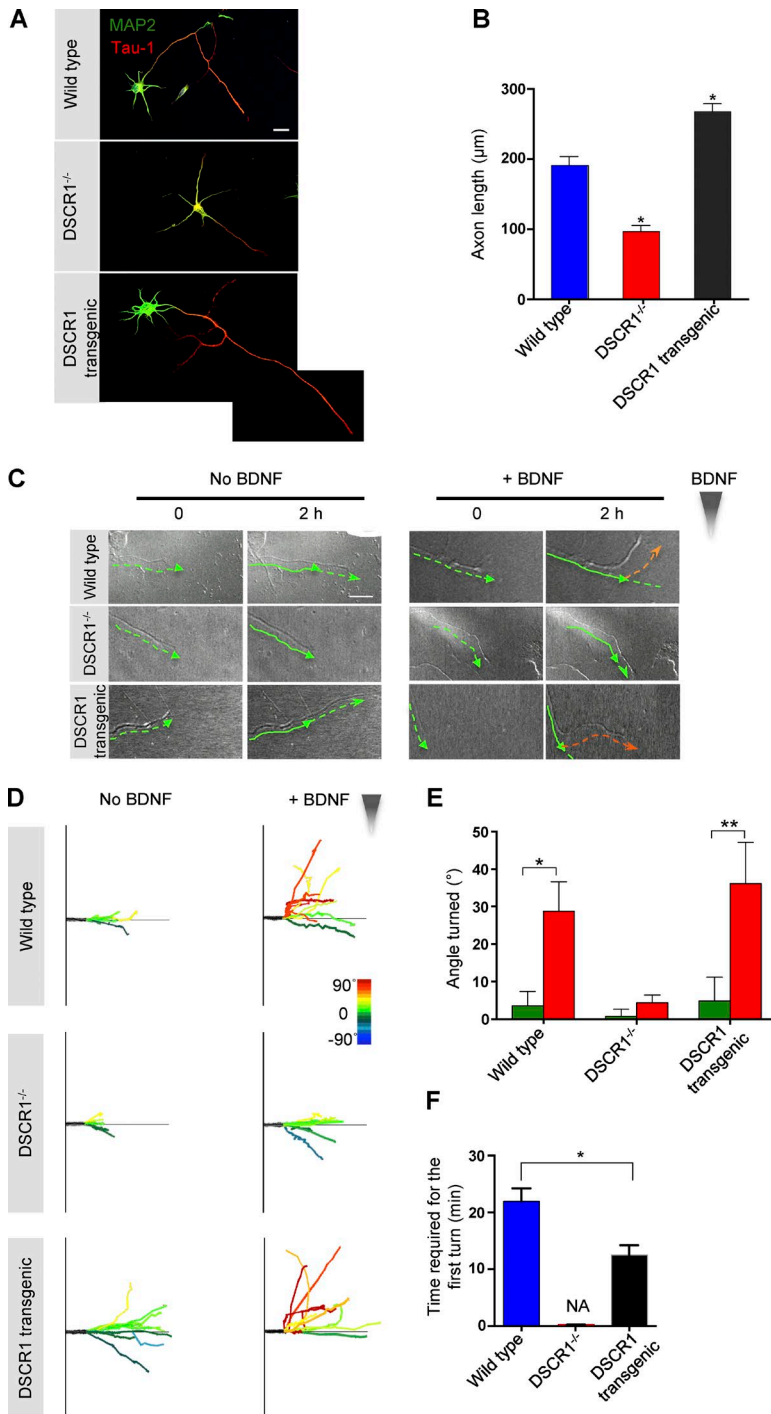 A
MAP2
Tau-1
Wild type
DSCR1-/-
DSCR1
transgenic
B
Axon length (µm)
300
200
100
0
*
*
Wild type
DSCR1-/-
DSCR1 transgenic
C
No BDNF
+ BDNF
BDNF
0
2 h
0
2 h
Wild type
DSCR1-/-
DSCR1
transgenic
D
No BDNF
+ BDNF
Wild type
90°
0
-90°
DSCR1-/-
DSCR1 transgenic
E
Angle turned (°)
50
40
30
20
10
0
*
**
Wild type
DSCR1-/-
DSCR1
transgenic
F
Time required for the
first turn (min)
30
20
10
0
*
NA
Wild type
DSCR1-/-
DSCR1
transgenic